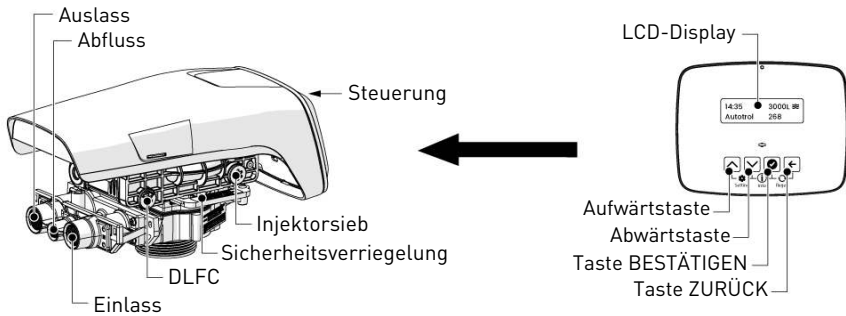 Auslass
Abfluss
Steuerung
Injektorsieb
Sicherheitsverriegelung
DLFC
Einlass
LCD-Display
14:35 3000L
Autotrol 268
Aufwärtstaste
Abwärtstaste
Taste BESTÄTIGEN
Taste ZURÜCK